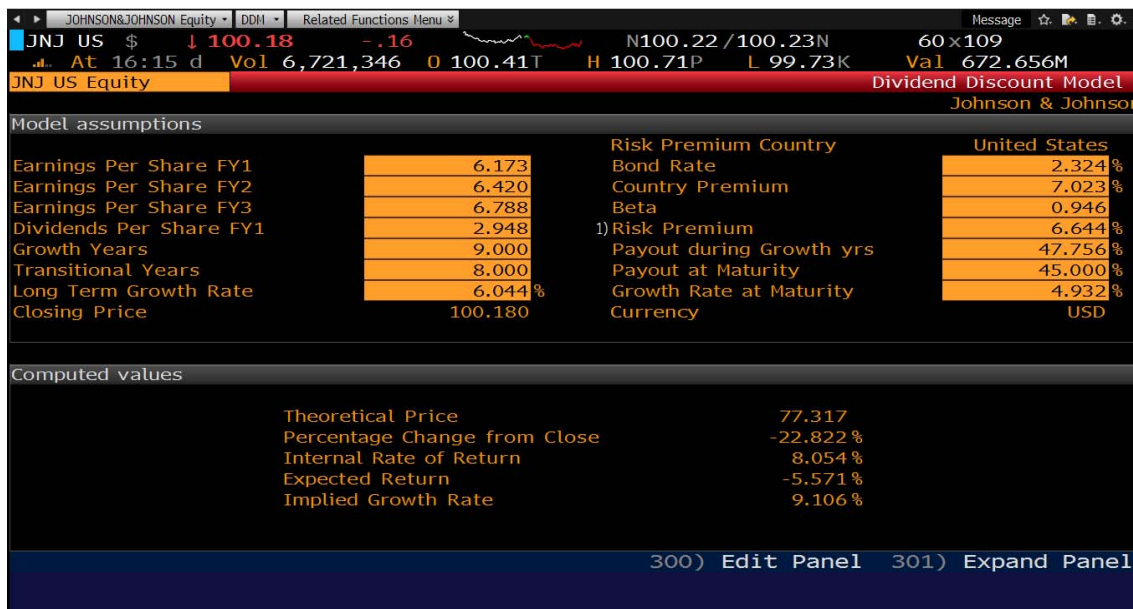 JOHNSON&JOHNSON Equity DDM Related Functions Menu Message
JNJ US $ ↓100.18 -.16 N100.22/100.23N 60×109
At 16:15 d Vol 6,721,346 O 100.41T H 100.71P L 99.73K Val 672.656M
JNJ US Equity Dividend Discount Model
Johnson & Johnson
Model assumptions
Risk Premium Country United States
Earnings Per Share FY1 6.173 Bond Rate 2.324%
Earnings Per Share FY2 6.420 Country Premium 7.023%
Earnings Per Share FY3 6.788 Beta 0.946
Dividends Per Share FY1 2.948 1) Risk Premium 6.644%
Growth Years 9.000 Payout during Growth yrs 47.756%
Transitional Years 8.000 Payout at Maturity 45.000%
Long Term Growth Rate 6.044% Growth Rate at Maturity 4.932%
Closing Price 100.180 Currency USD
Computed values
Theoretical Price 77.317
Percentage Change from Close -22.822%
Internal Rate of Return 8.054%
Expected Return -5.571%
Implied Growth Rate 9.106%
300) Edit Panel 301) Expand Panel